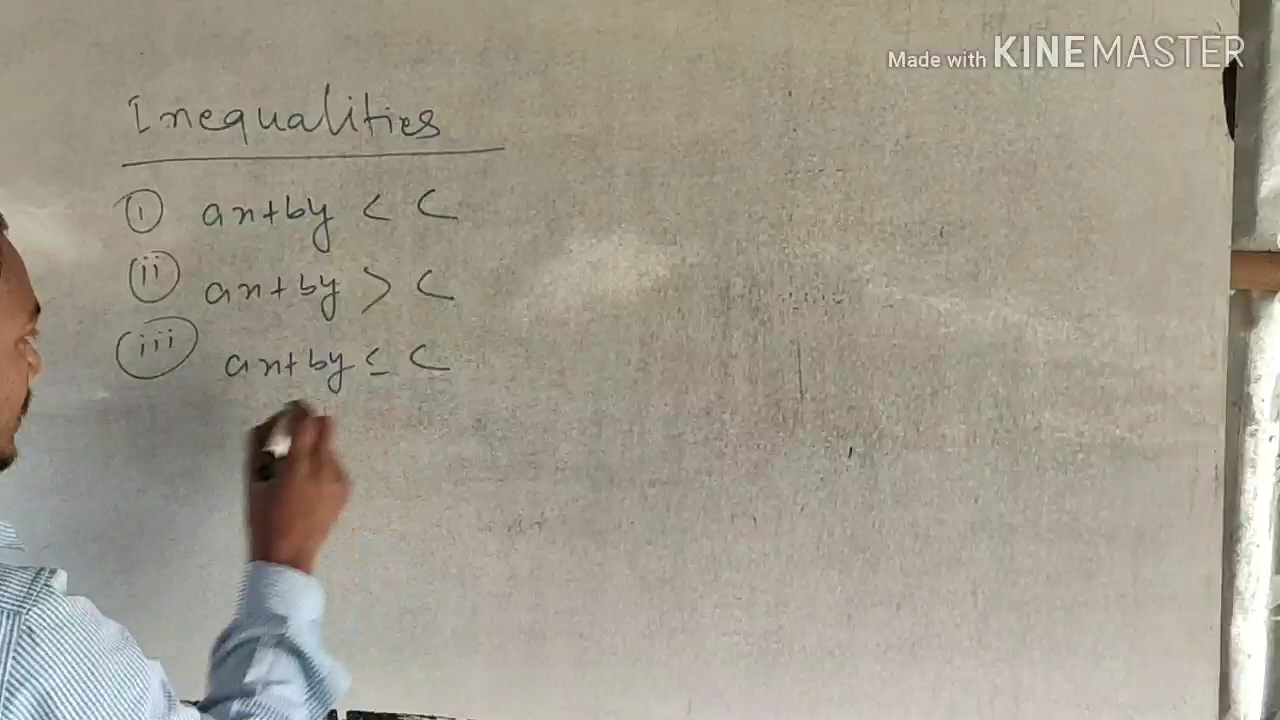 Made with KINEMASTER
Inequalities
(i) ax+by < c
(ii) ax+by > c
(iii) ax+by ≤ c